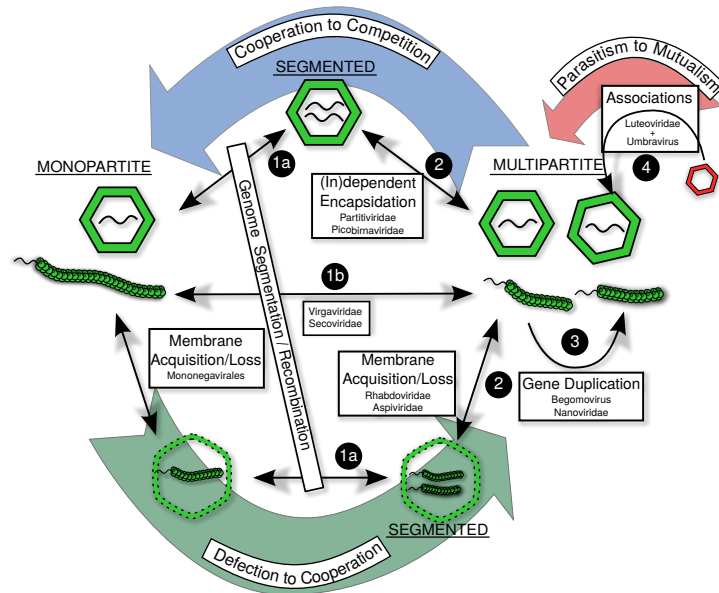 Cooperation to Competition
Parasitism to Mutualism
SEGMENTED
Associations
Luteoviridae
+
Umbravirus
4
MONOPARTITE
1a
2
MULTIPARTITE
(In)dependent
Encapsidation
Partitiviridae
Picobirnaviridae
Genome Segmentation / Recombination
1b
Virgaviridae
Secoviridae
3
Membrane
Acquisition/Loss
Mononegavirales
Membrane
Acquisition/Loss
Rhabdoviridae
Aspiviridae
2
Gene Duplication
Begomovirus
Nanoviridae
1a
SEGMENTED
Defection to Cooperation